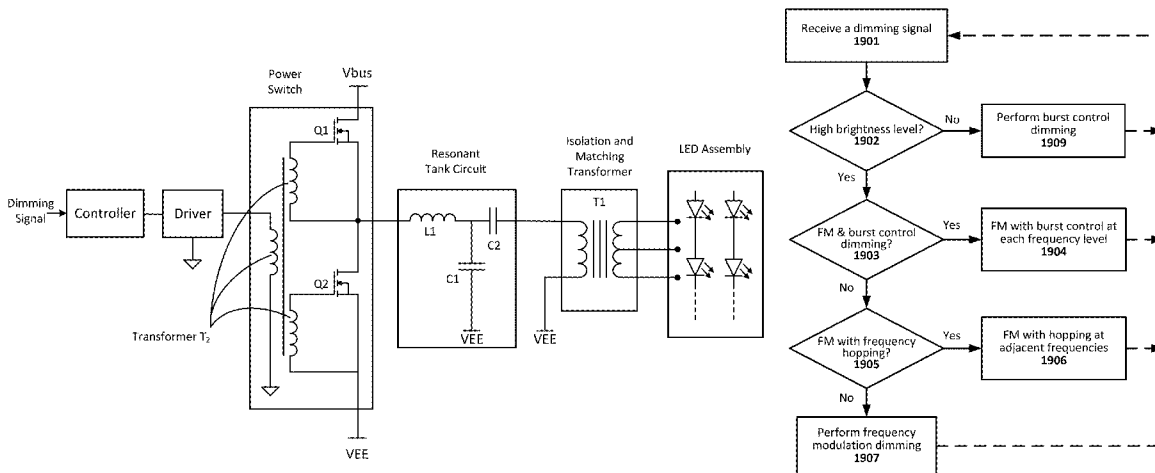 Dimming
Signal
Controller
Driver
Transformer T2
Power
Switch
Vbus
Q1
Q2
VEE
Resonant
Tank Circuit
L1
C2
C1
VEE
Isolation and
Matching
Transformer
T1
VEE
LED Assembly
Receive a dimming signal
1901
High brightness level?
1902
No
Perform burst control
dimming
1909
Yes
FM & burst control
dimming?
1903
Yes
FM with burst control at
each frequency level
1904
No
FM with frequency
hopping?
1905
Yes
FM with hopping at
adjacent frequencies
1906
No
Perform frequency
modulation dimming
1907